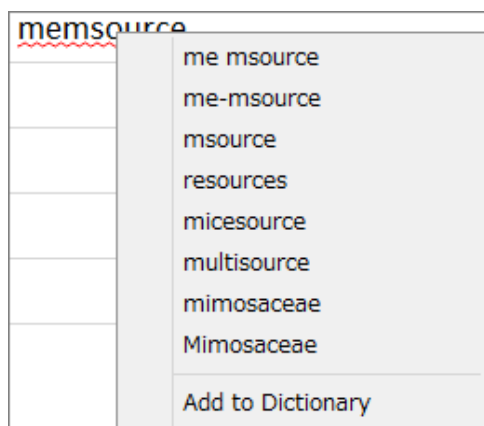 memsource
me msource
me-msource
msource
resources
micesource
multisource
mimosaceae
Mimosaceae
Add to Dictionary